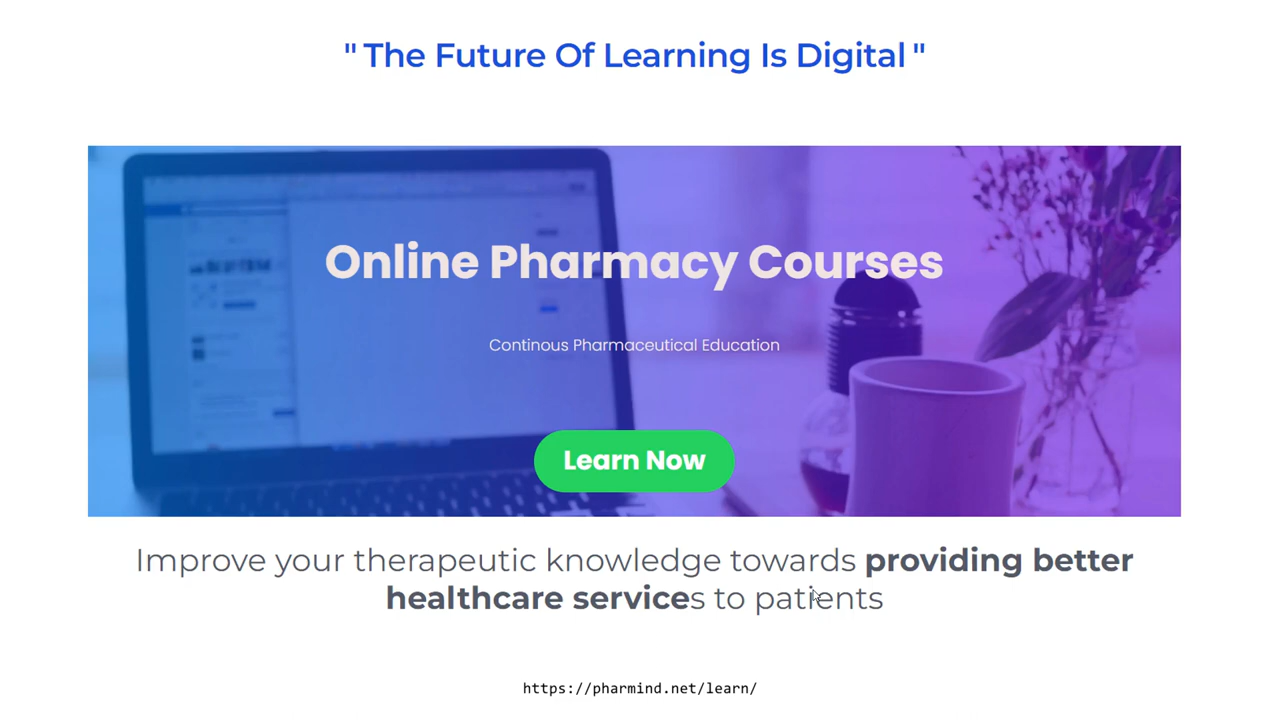 " The Future Of Learning Is Digital "
Online Pharmacy Courses
Continous Pharmaceutical Education
Learn Now
Improve your therapeutic knowledge towards providing better
healthcare services to patients
https://pharmind.net/learn/